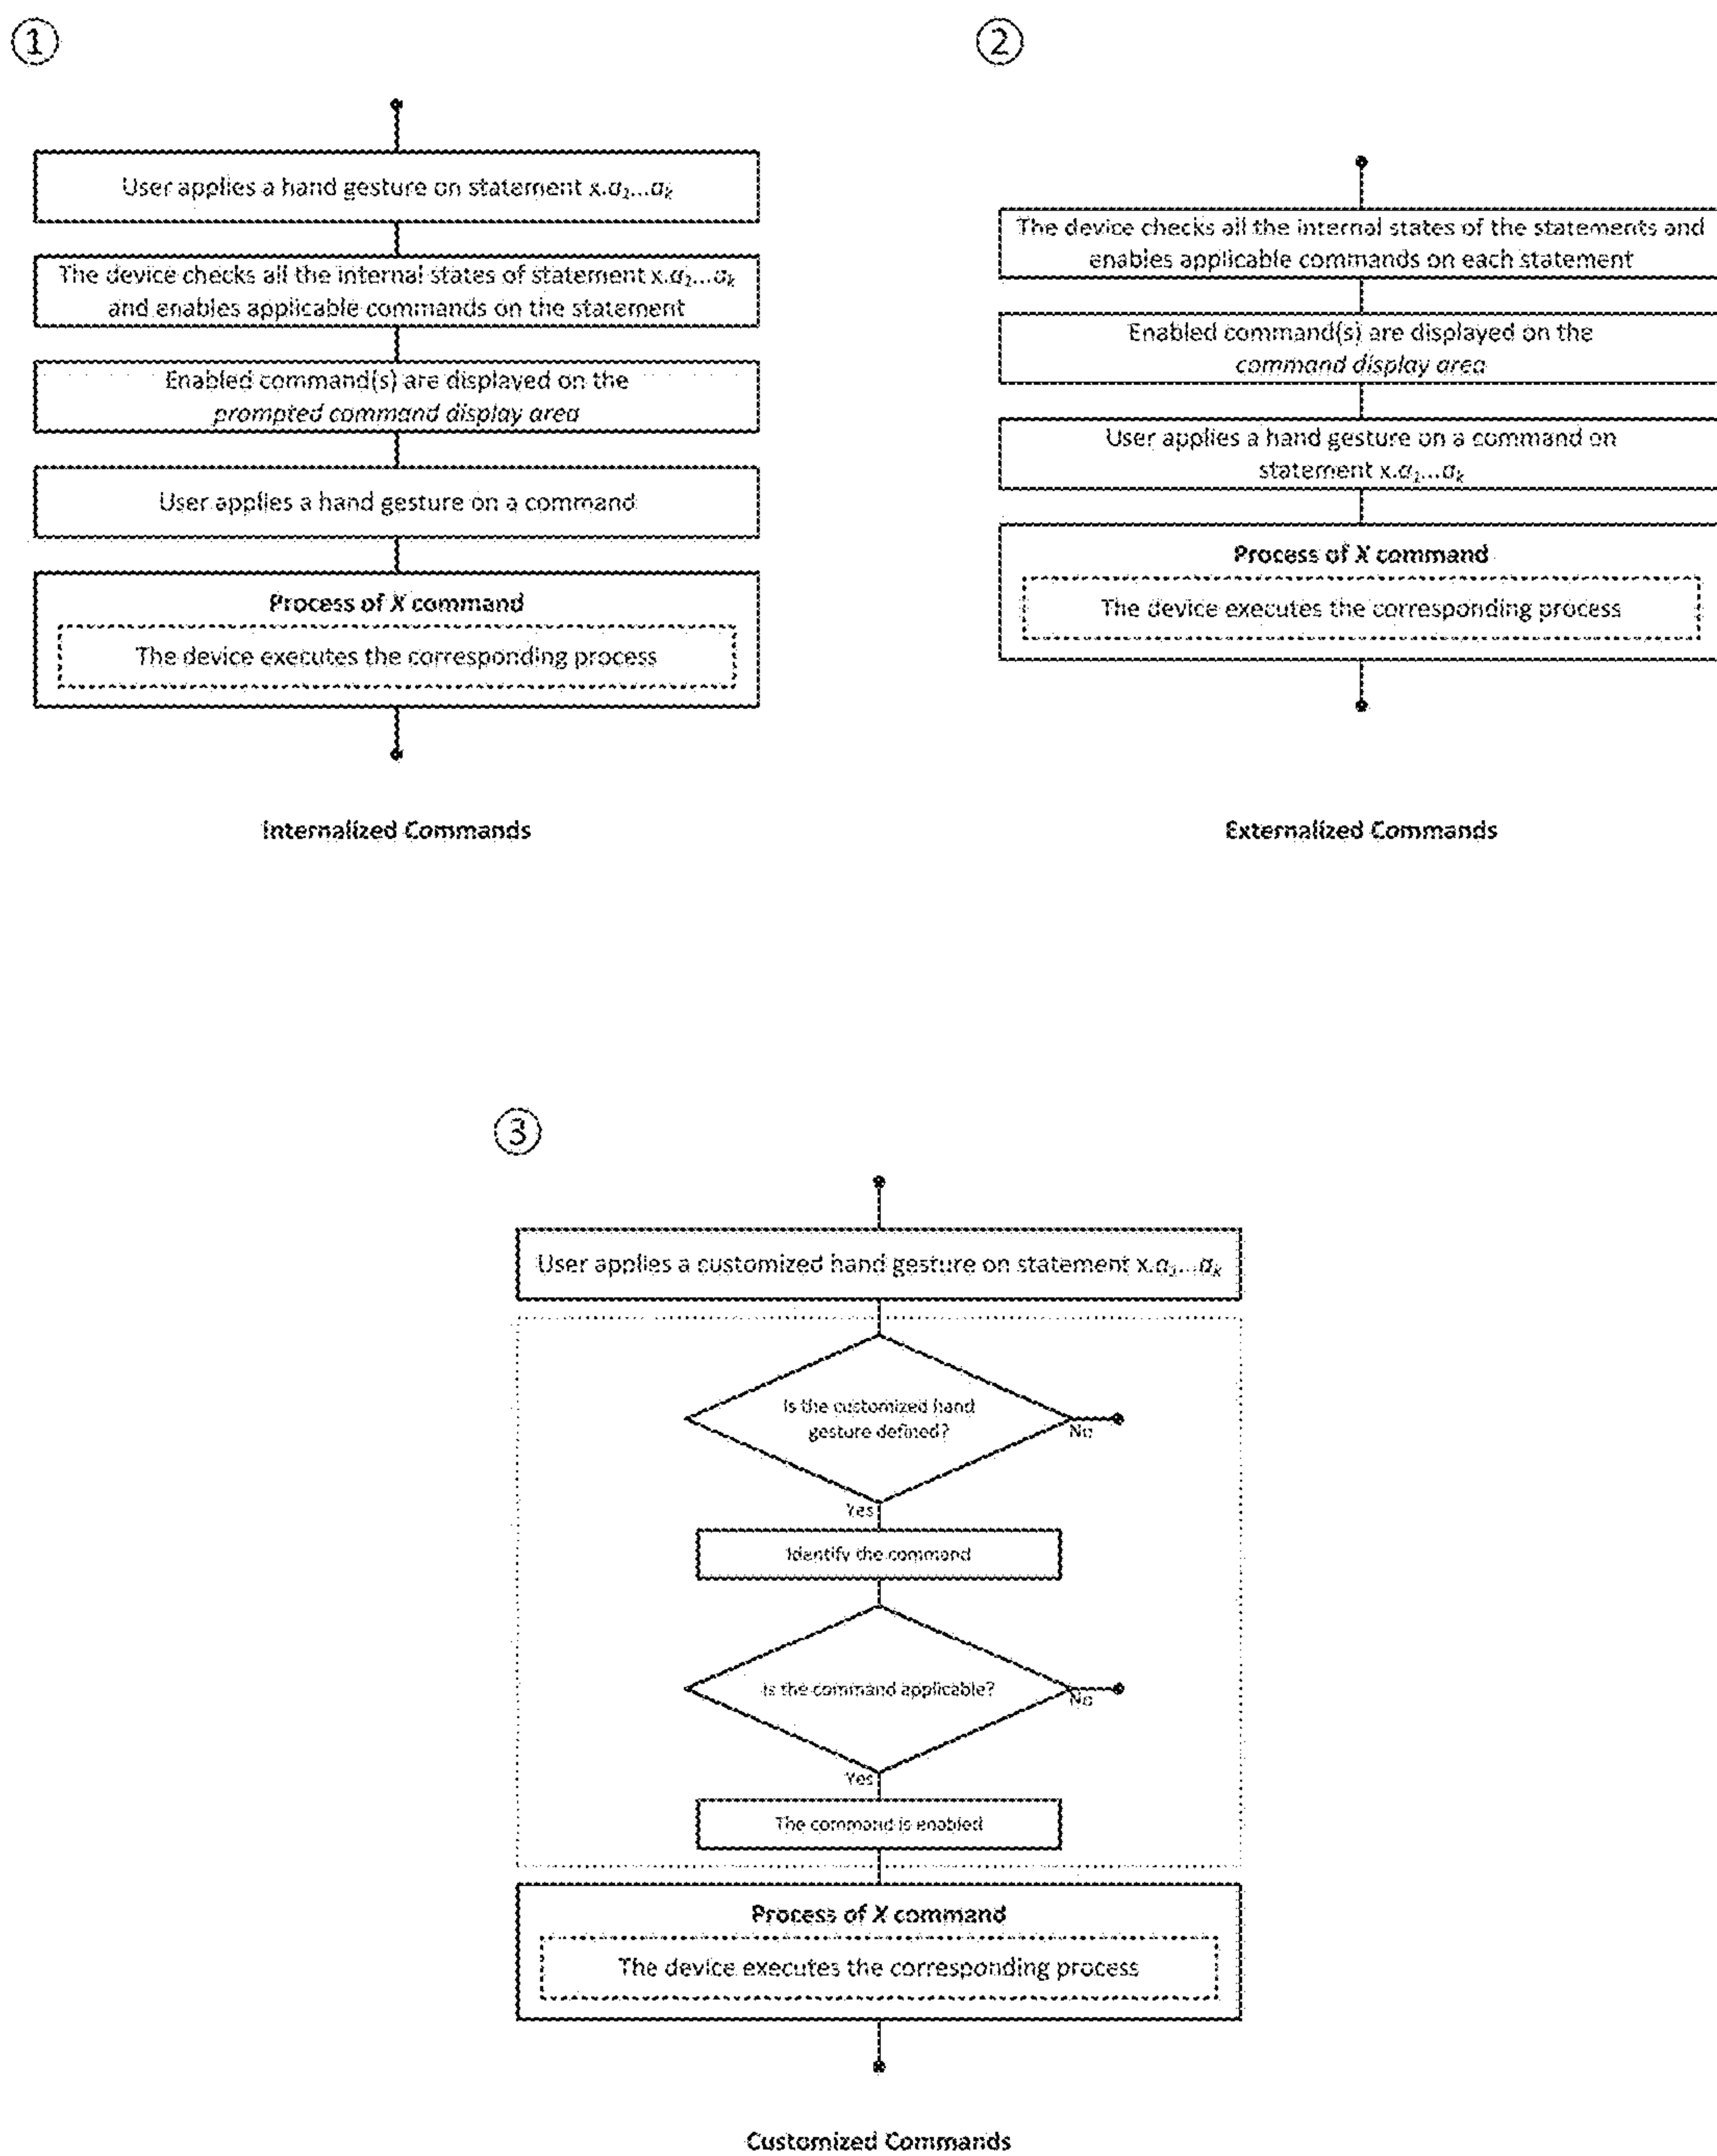 ①
User applies a hand gesture on statement x.α₁...αₖ
The device checks all the internal states of statement x.α₁...αₖ
and enables applicable commands on the statement
Enabled command(s) are displayed on the
prompted command display area
User applies a hand gesture on a command
Process of X command
The device executes the corresponding process
Internalized Commands
②
The device checks all the internal states of the statements and
enables applicable commands on each statement
Enabled command(s) are displayed on the
command display area
User applies a hand gesture on a command on
statement x.α₁...αₖ
Process of X command
The device executes the corresponding process
Externalized Commands
③
User applies a customized hand gesture on statement x.α₁...αₖ
Is the customized hand
gesture defined?
No
Yes
Identify the command
Is the command applicable?
No
Yes
The command is enabled
Process of X command
The device executes the corresponding process
Customized Commands